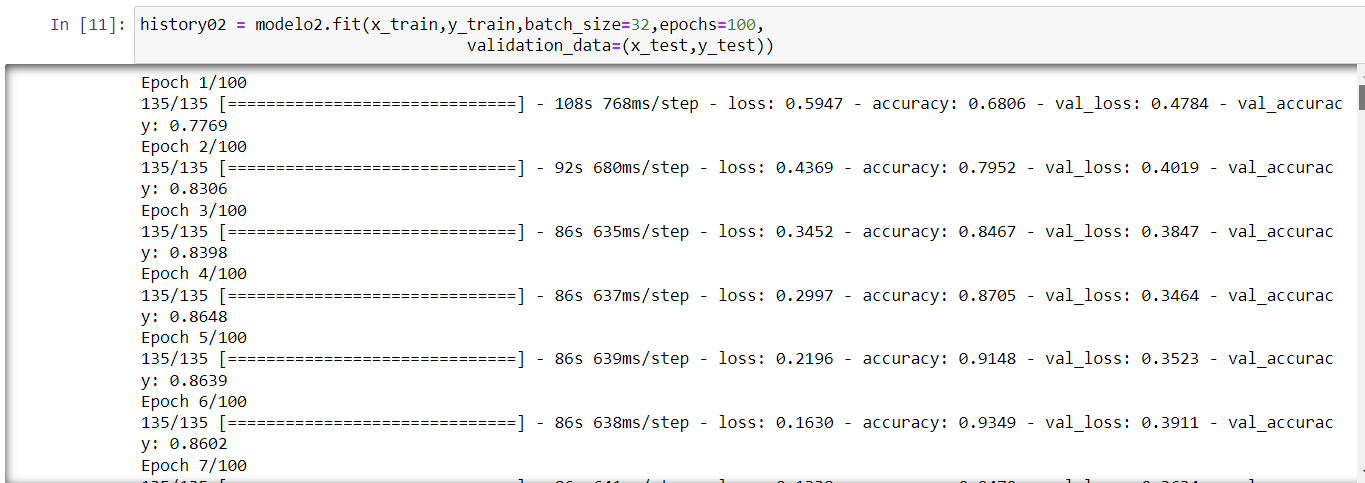 In [11]: history02 = modelo2.fit(x_train,y_train,batch_size=32,epochs=100,
validation_data=(x_test,y_test))
Epoch 1/100
135/135 [==============================] - 108s 768ms/step - loss: 0.5947 - accuracy: 0.6806 - val_loss: 0.4784 - val_accurac
y: 0.7769
Epoch 2/100
135/135 [==============================] - 92s 680ms/step - loss: 0.4369 - accuracy: 0.7952 - val_loss: 0.4019 - val_accurac
y: 0.8306
Epoch 3/100
135/135 [==============================] - 86s 635ms/step - loss: 0.3452 - accuracy: 0.8467 - val_loss: 0.3847 - val_accurac
y: 0.8398
Epoch 4/100
135/135 [==============================] - 86s 637ms/step - loss: 0.2997 - accuracy: 0.8705 - val_loss: 0.3464 - val_accurac
y: 0.8648
Epoch 5/100
135/135 [==============================] - 86s 639ms/step - loss: 0.2196 - accuracy: 0.9148 - val_loss: 0.3523 - val_accurac
y: 0.8639
Epoch 6/100
135/135 [==============================] - 86s 638ms/step - loss: 0.1630 - accuracy: 0.9349 - val_loss: 0.3911 - val_accurac
y: 0.8602
Epoch 7/100